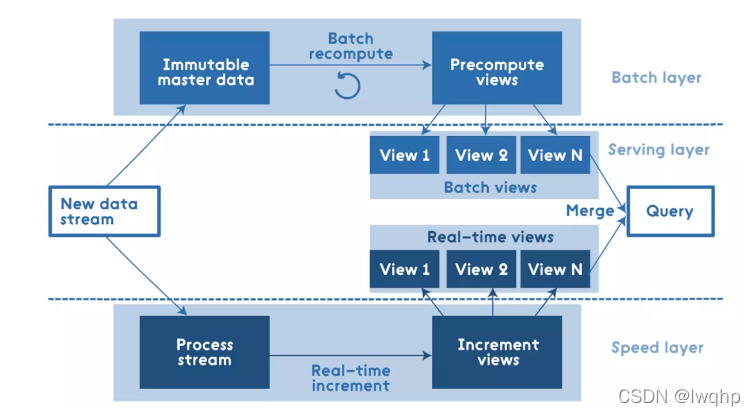 Batch
recompute
Immutable
master data
Precompute
views
Batch layer
View 1
View 2
View N
Serving layer
Batch views
New data
stream
Merge
Query
Real-time views
View 1
View 2
View N
Process
stream
Real-time
increment
Increment
views
Speed layer
CSDN @lwqhp